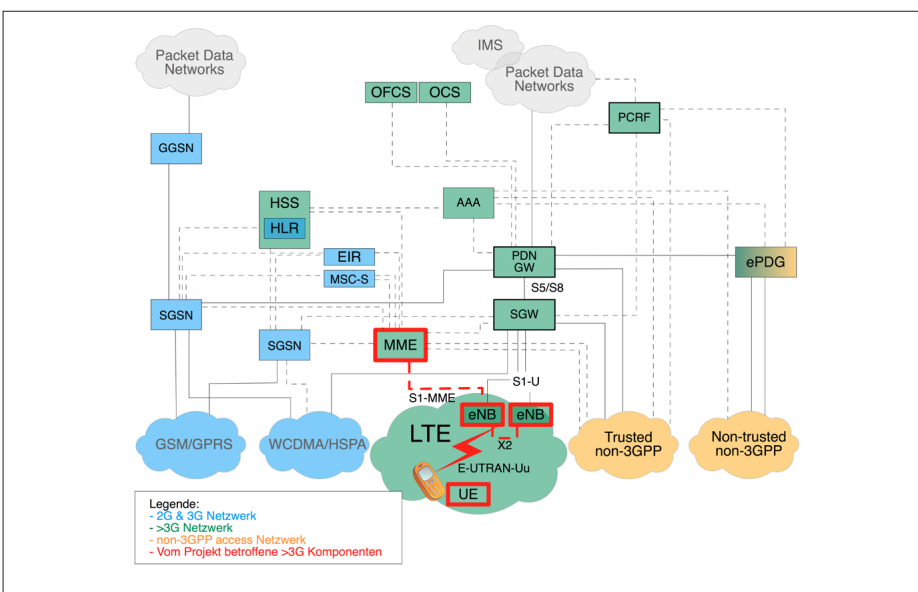 IMS
Packet Data
Networks
Packet Data
Networks
OFCS
OCS
PCRF
GGSN
HSS
HLR
AAA
EIR
MSC-S
PDN
GW
ePDG
S5/S8
SGSN
SGW
SGSN
MME
S1-U
S1-MME
eNB
eNB
LTE
X2
GSM/GPRS
WCDMA/HSPA
Trusted
non-3GPP
Non-trusted
non-3GPP
E-UTRAN-Uu
UE
Legende:
- 2G & 3G Netzwerk
- >3G Netzwerk
- non-3GPP access Netzwerk
- Vom Projekt betroffene >3G Komponenten